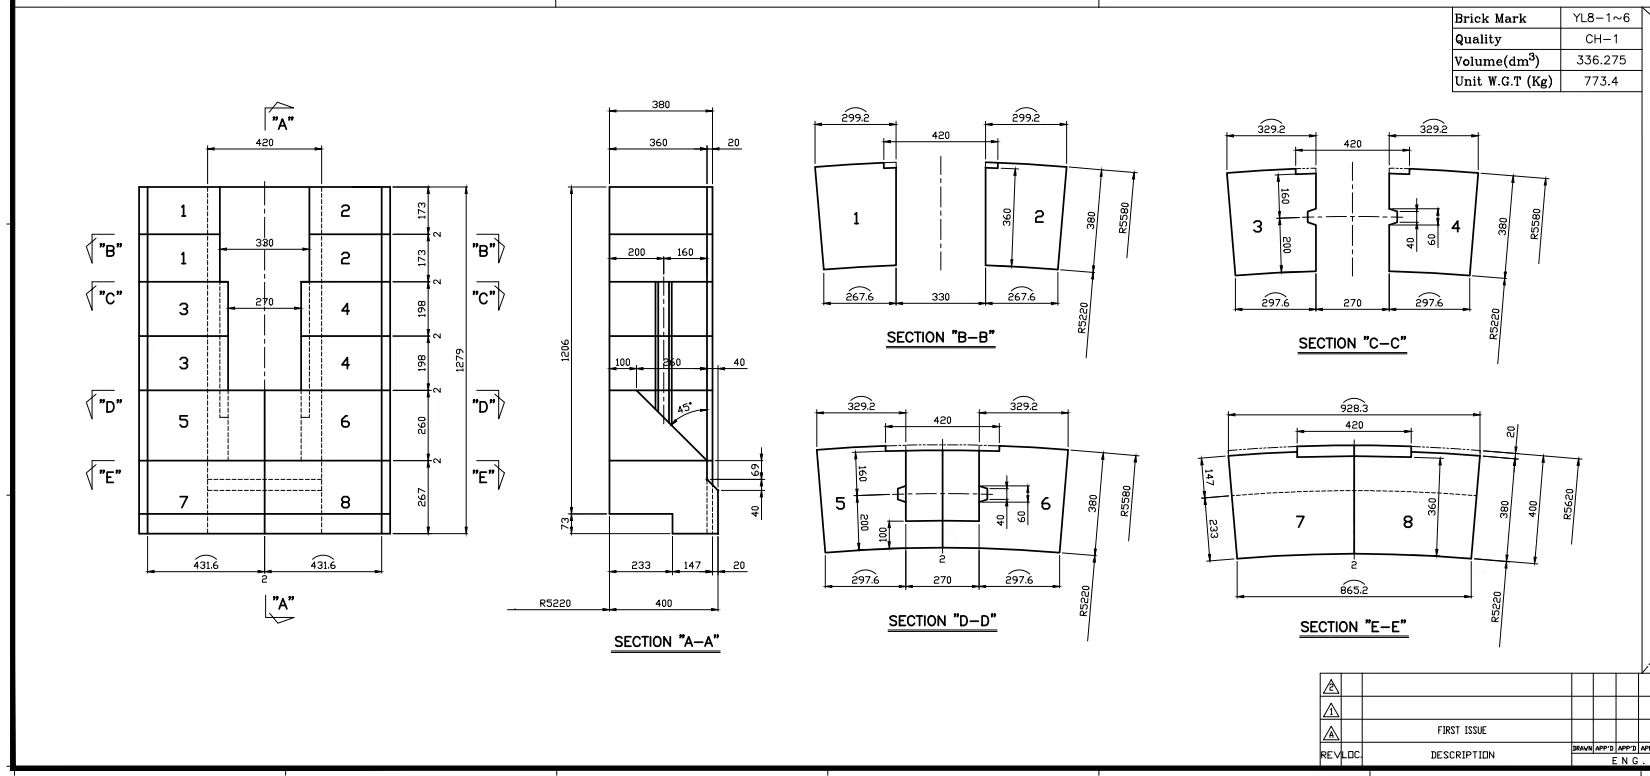 Brick Mark YL8-1~6
Quality CH-1
Volume(dm3) 336.275
Unit W.G.T (Kg) 773.4
"A"
420
1 2
173
2
"B" 330 "B"
1 2
173
2
"C" 270 "C"
3 4
198
2
3 4
198
1279
2
"D" "D"
5 6
260
2
"E" "E"
7 8
267
431.6 431.6
2
"A"
380
360 20
200 160
1206
100 260 40
45°
69
40
73
233 147 20
R5220 400
SECTION "A-A"
299.2 299.2
420
1 2
360
380
R5580
267.6 330 267.6
R5220
SECTION "B-B"
329.2 329.2
420
160
3 4
200
40
60
380
R5580
297.6 270 297.6
R5220
SECTION "C-C"
329.2 329.2
420
160
5 6
200
100
40
60
380
R5580
2
297.6 270 297.6
R5220
SECTION "D-D"
928.3
420
20
147
233
7 8
360
380
400
R5620
2
865.2
R5220
SECTION "E-E"
2
1
A FIRST ISSUE
REV LOC. DESCRIPTION DRAWN APP'D APP'D
ENG.